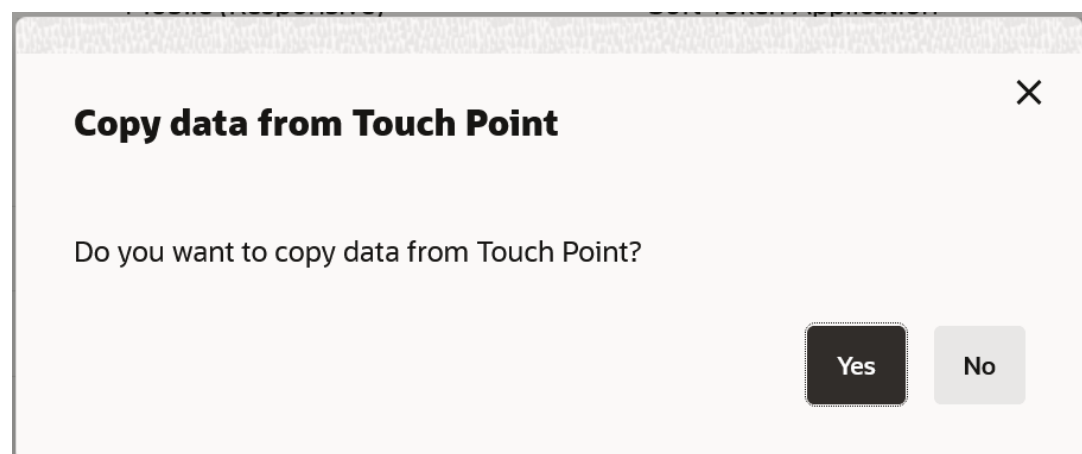 Copy data from Touch Point
Do you want to copy data from Touch Point?
Yes No